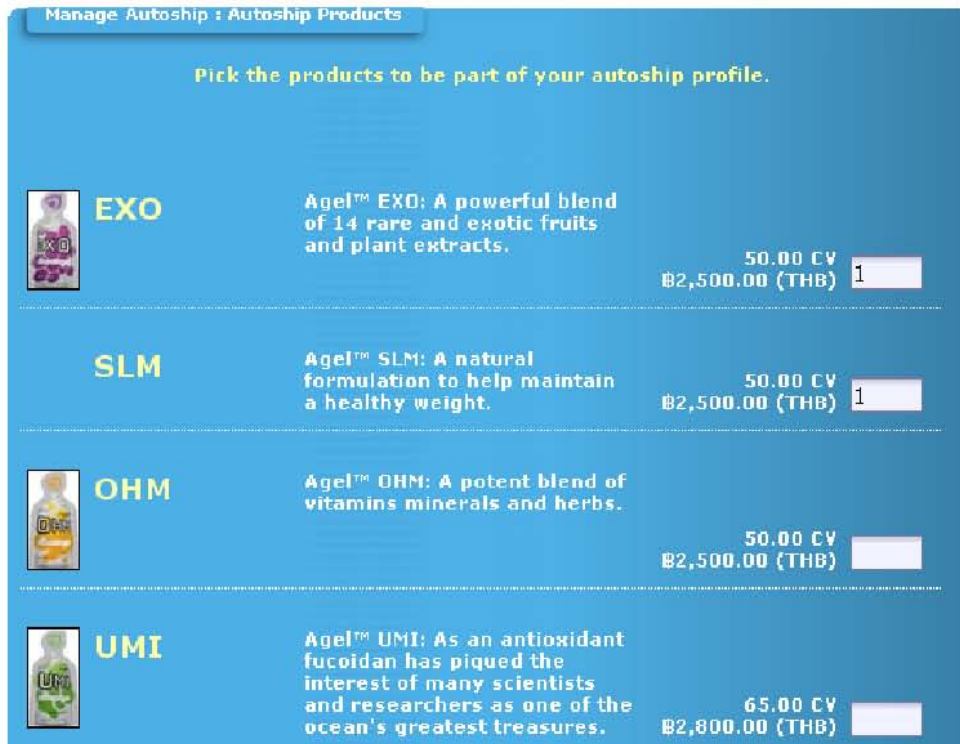 Manage Autoship : Autoship Products
Pick the products to be part of your autoship profile.
EXO
EXO
Agel™ EXO: A powerful blend
of 14 rare and exotic fruits
and plant extracts.
50.00 CV
฿2,500.00 (THB)
1
SLM
Agel™ SLM: A natural
formulation to help maintain
a healthy weight.
50.00 CV
฿2,500.00 (THB)
1
OHM
OHM
Agel™ OHM: A potent blend of
vitamins minerals and herbs.
50.00 CV
฿2,500.00 (THB)
UMI
UMI
Agel™ UMI: As an antioxidant
fucoidan has piqued the
interest of many scientists
and researchers as one of the
ocean's greatest treasures.
65.00 CV
฿2,800.00 (THB)